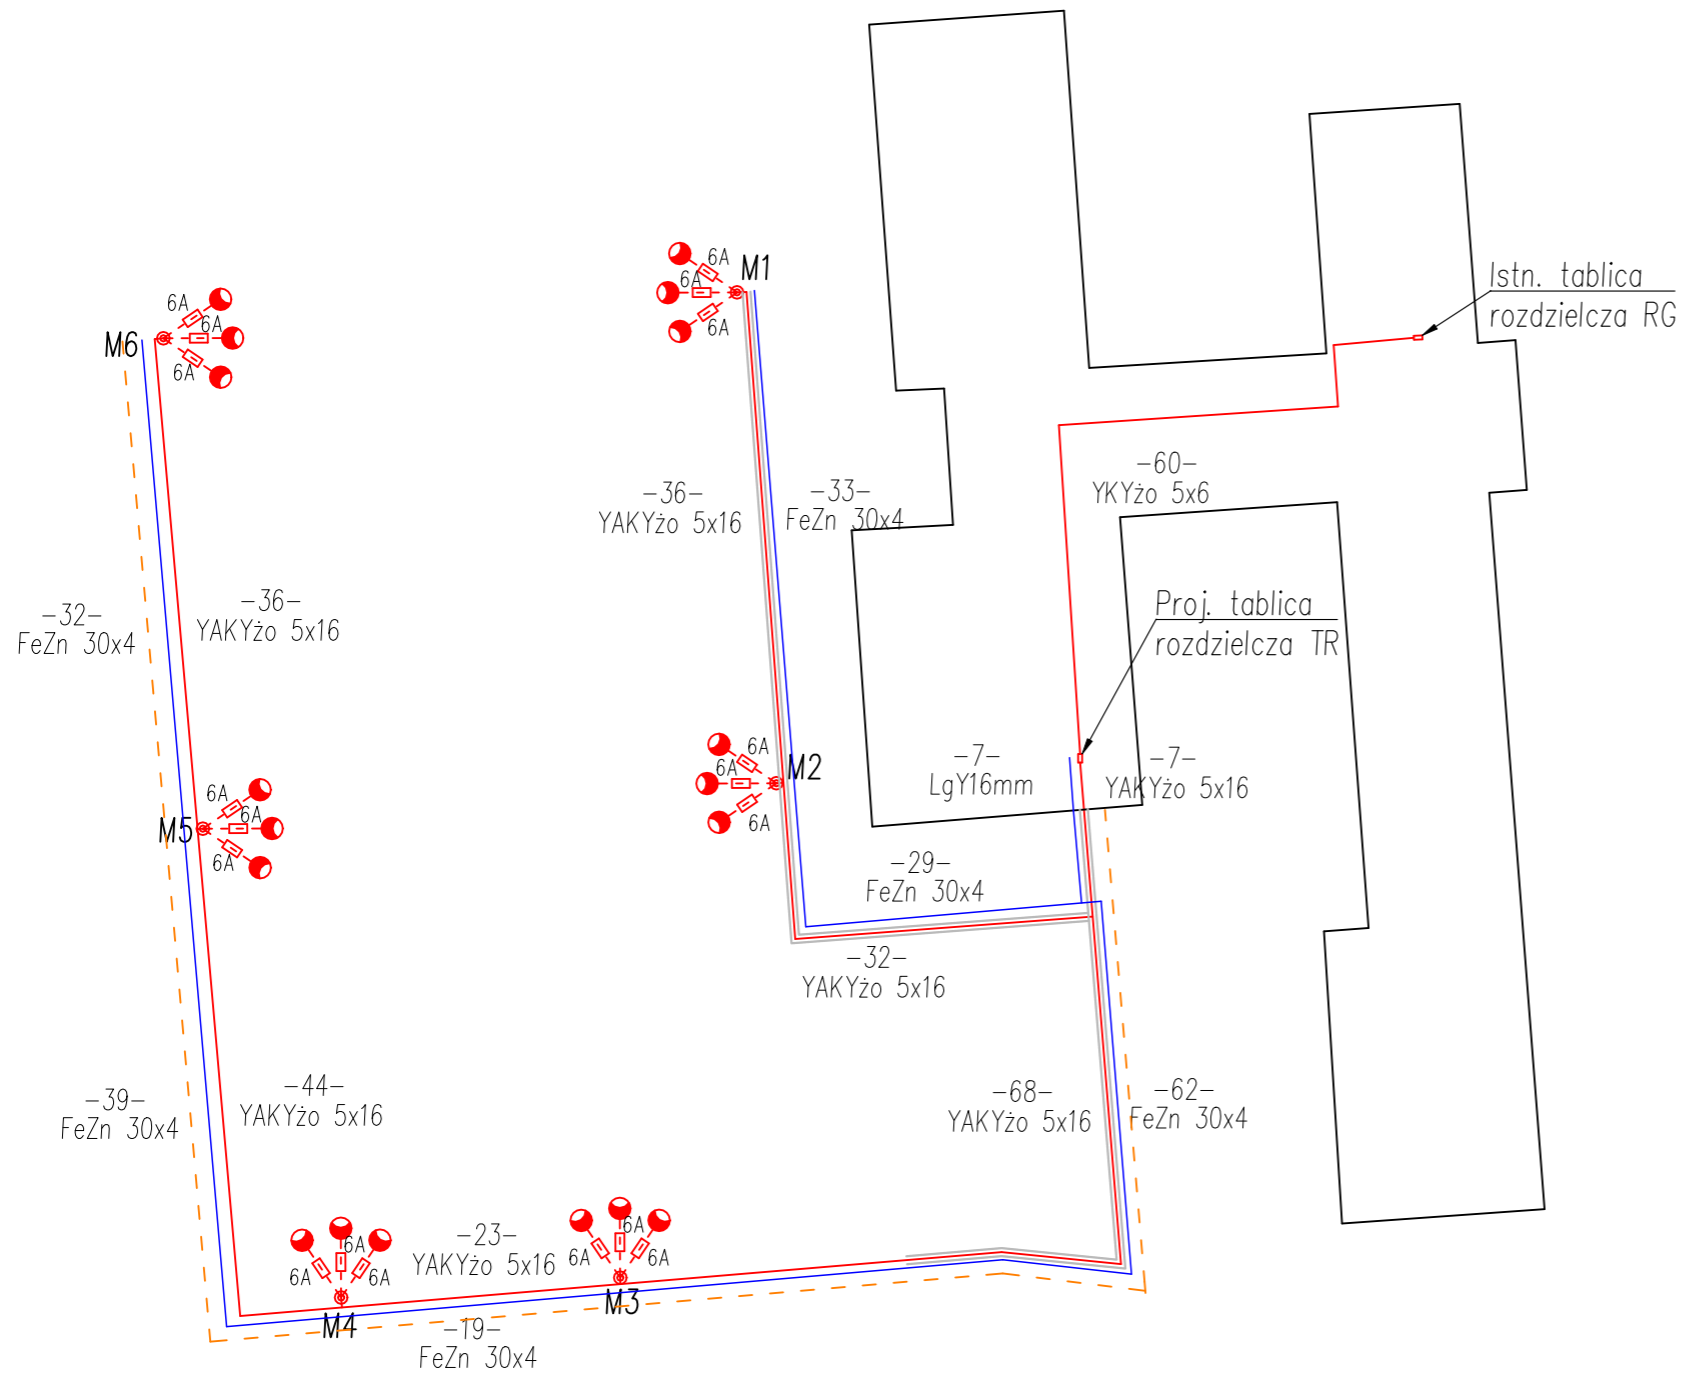 6A
M1
6A
6A
Istn. tablica
rozdzielcza RG
6A
6A
M6
6A
-60-
YKYżo 5x6
-36-
YAKYżo 5x16
-33-
FeZn 30x4
-36-
YAKYżo 5x16
-32-
FeZn 30x4
Proj. tablica
rozdzielcza TR
6A
6A
M2
6A
-7-
LgY16mm
-7-
YAKYżo 5x16
6A
6A
M5
6A
-29-
FeZn 30x4
-32-
YAKYżo 5x16
-44-
YAKYżo 5x16
-39-
FeZn 30x4
-68-
YAKYżo 5x16
-62-
FeZn 30x4
6A
6A
6A
M3
-23-
YAKYżo 5x16
6A
6A
6A
M4
-19-
FeZn 30x4